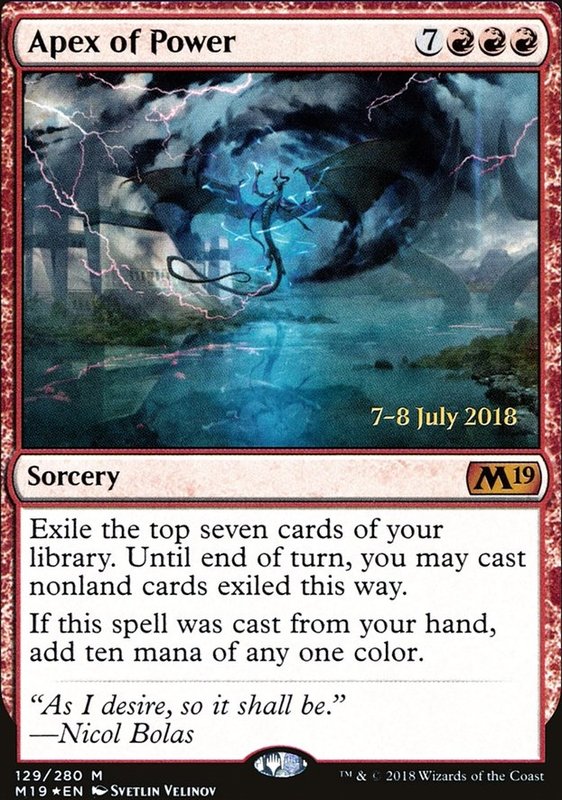 Apex of Power 7
7–8 July 2018
Sorcery M19
Exile the top seven cards of your
library. Until end of turn, you may cast
nonland cards exiled this way.
If this spell was cast from your hand,
add ten mana of any one color.
“As I desire, so it shall be.”
—Nicol Bolas
129/280 M
M19 ★ EN Svetlin Velinov
™ & © 2018 Wizards of the Coast